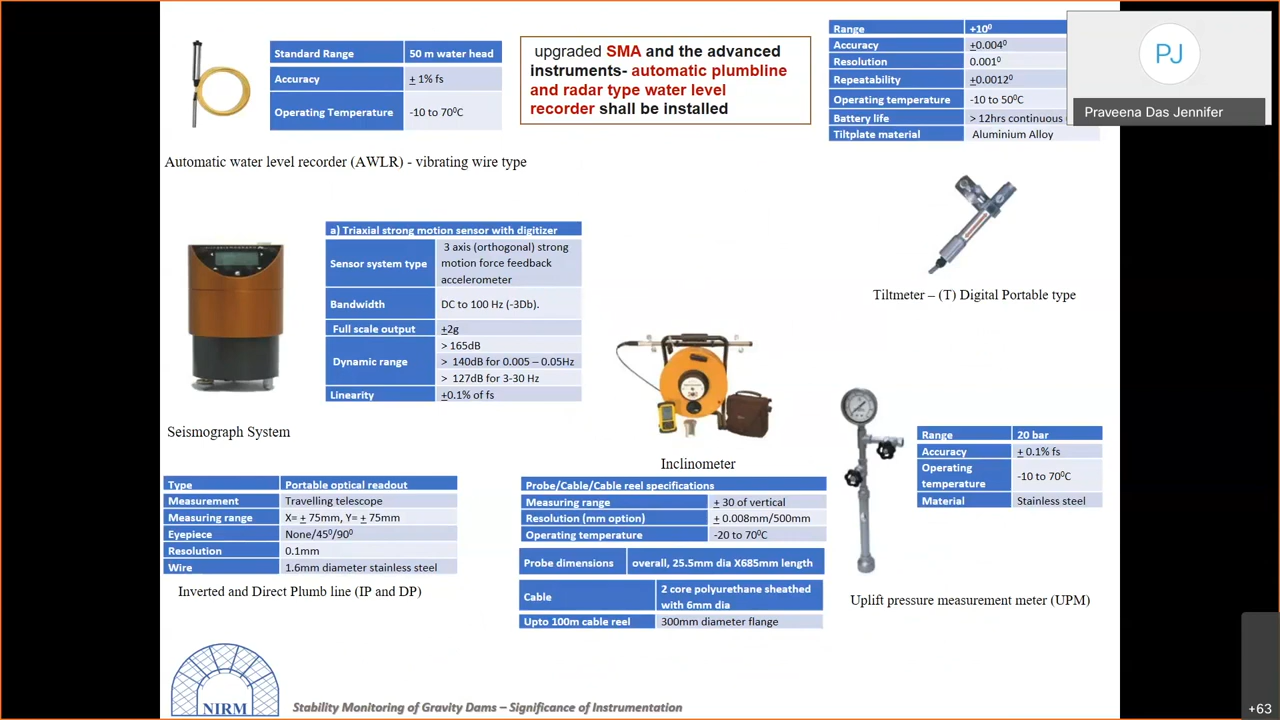 Standard Range 50 m water head
Accuracy + 1% fs
Operating Temperature -10 to 70⁰C
Automatic water level recorder (AWLR) - vibrating wire type
upgraded SMA and the advanced
instruments- automatic plumbline
and radar type water level
recorder shall be installed
Range +10⁰
Accuracy +0.004⁰
Resolution 0.001⁰
Repeatability +0.0012⁰
Operating temperature -10 to 50⁰C
Battery life > 12hrs continuous
Tiltplate material Aluminium Alloy
PJ
Praveena Das Jennifer
Tiltmeter – (T) Digital Portable type
a) Triaxial strong motion sensor with digitizer
Sensor system type 3 axis (orthogonal) strong
motion force feedback
accelerometer
Bandwidth DC to 100 Hz (-3Db).
Full scale output +2g
Dynamic range > 165dB
> 140dB for 0.005 – 0.05Hz
> 127dB for 3-30 Hz
Linearity +0.1% of fs
Seismograph System
Inclinometer
Type Portable optical readout
Measurement Travelling telescope
Measuring range X= + 75mm, Y= + 75mm
Eyepiece None/45⁰/90⁰
Resolution 0.1mm
Wire 1.6mm diameter stainless steel
Inverted and Direct Plumb line (IP and DP)
Probe/Cable/Cable reel specifications
Measuring range + 30 of vertical
Resolution (mm option) + 0.008mm/500mm
Operating temperature -20 to 70⁰C
Probe dimensions overall, 25.5mm dia X685mm length
Cable 2 core polyurethane sheathed
with 6mm dia
Upto 100m cable reel 300mm diameter flange
Range 20 bar
Accuracy + 0.1% fs
Operating
temperature -10 to 70⁰C
Material Stainless steel
Uplift pressure measurement meter (UPM)
NIRM
Stability Monitoring of Gravity Dams – Significance of Instrumentation
+63